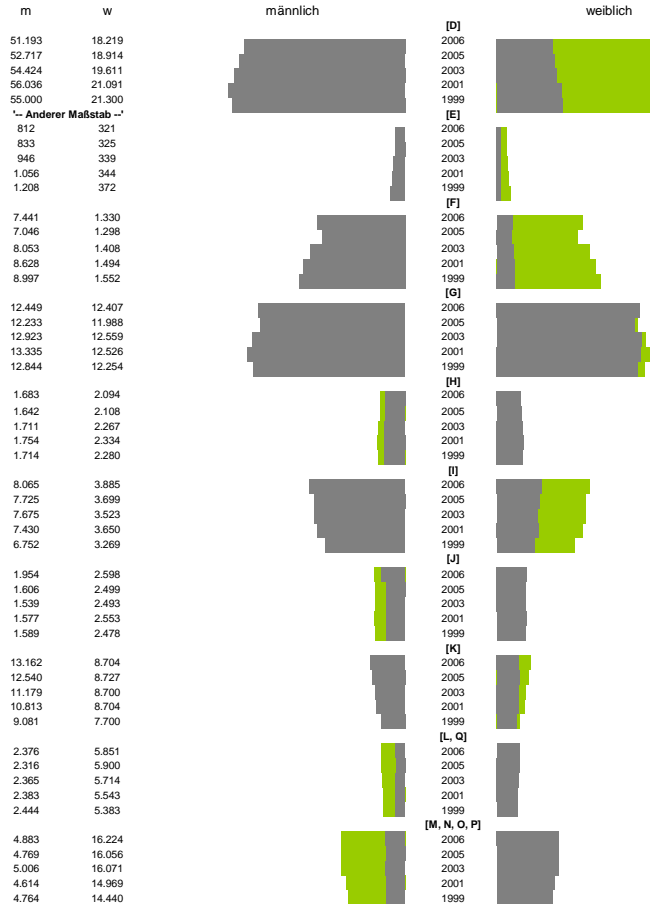 m w männlich weiblich
[D]
51.193 18.219 2006
52.717 18.914 2005
54.424 19.611 2003
56.036 21.091 2001
55.000 21.300 1999
'-- Anderer Maßstab --' [E]
812 321 2006
833 325 2005
946 339 2003
1.056 344 2001
1.208 372 1999
[F]
7.441 1.330 2006
7.046 1.298 2005
8.053 1.408 2003
8.628 1.494 2001
8.997 1.552 1999
[G]
12.449 12.407 2006
12.233 11.988 2005
12.923 12.559 2003
13.335 12.526 2001
12.844 12.254 1999
[H]
1.683 2.094 2006
1.642 2.108 2005
1.711 2.267 2003
1.754 2.334 2001
1.714 2.280 1999
[I]
8.065 3.885 2006
7.725 3.699 2005
7.675 3.523 2003
7.430 3.650 2001
6.752 3.269 1999
[J]
1.954 2.598 2006
1.606 2.499 2005
1.539 2.493 2003
1.577 2.553 2001
1.589 2.478 1999
[K]
13.162 8.704 2006
12.540 8.727 2005
11.179 8.700 2003
10.813 8.704 2001
9.081 7.700 1999
[L, Q]
2.376 5.851 2006
2.316 5.900 2005
2.365 5.714 2003
2.383 5.543 2001
2.444 5.383 1999
[M, N, O, P]
4.883 16.224 2006
4.769 16.056 2005
5.006 16.071 2003
4.614 14.969 2001
4.764 14.440 1999